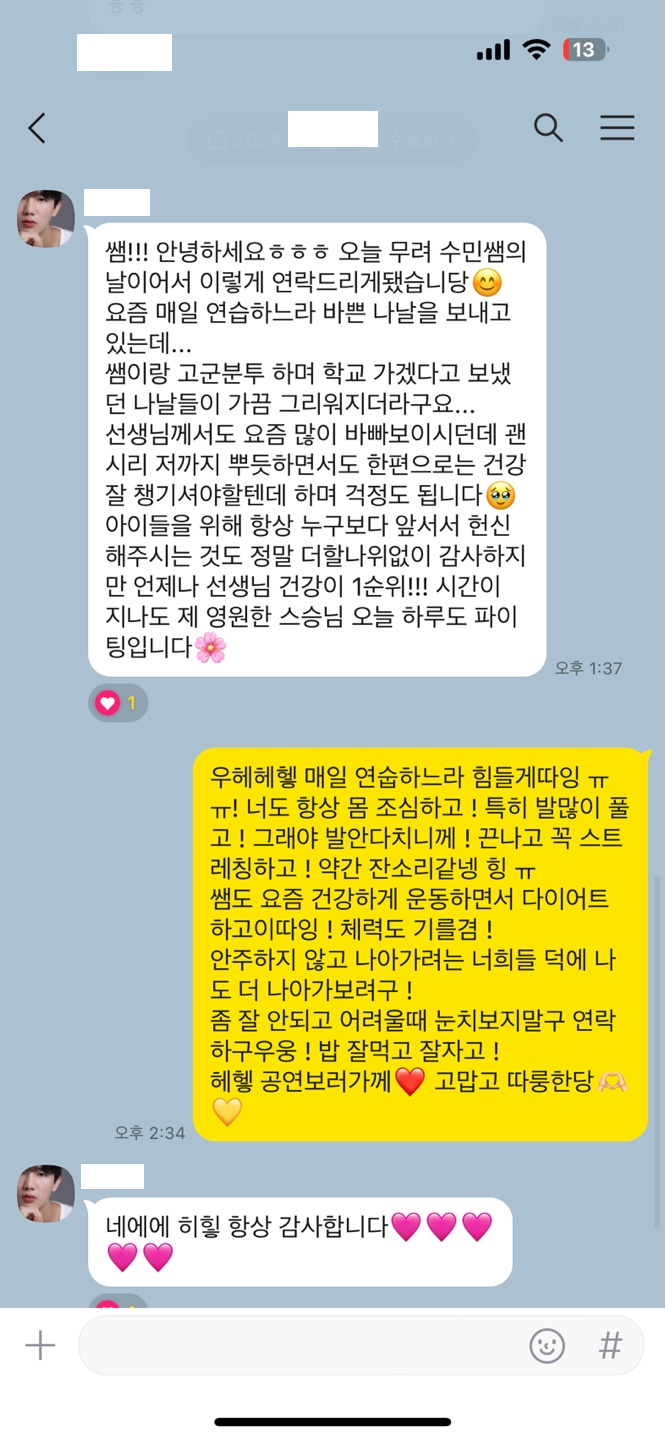 응응
오후 2:46
13
2024
수요일 >
쌤!!! 안녕하세요ㅎㅎㅎ 오늘 무려 수민쌤의
날이어서 이렇게 연락드리게됐습니당😊
요즘 매일 연습하느라 바쁜 나날을 보내고
있는데...
쌤이랑 고군분투 하며 학교 가겠다고 보냈
던 나날들이 가끔 그리워지더라구요...
선생님께서도 요즘 많이 바빠보이시던데 괜
시리 저까지 뿌듯하면서도 한편으로는 건강
잘 챙기셔야할텐데 하며 걱정도 됩니다🥹
아이들을 위해 항상 누구보다 앞서서 헌신
해주시는 것도 정말 더할나위없이 감사하지
만 언제나 선생님 건강이 1순위!!! 시간이
지나도 제 영원한 스승님 오늘 하루도 파이
팅입니다🌸
오후 1:37
1
우헤헤헿 매일 연습하느라 힘들게따잉 ㅠ
ㅠ! 너도 항상 몸 조심하고 ! 특히 발많이 풀
고 ! 그래야 발안다치니께 ! 끈나고 꼭 스트
레칭하고 ! 약간 잔소리같넹 힝 ㅠ
쌤도 요즘 건강하게 운동하면서 다이어트
하고이따잉 ! 체력도 기를겸 !
안주하지 않고 나아가려는 너희들 덕에 나
도 더 나아가보려구 !
좀 잘 안되고 어려울때 눈치보지말구 연락
하구우웅 ! 밥 잘먹고 잘자고 !
헤헿 공연보러가께❤️ 고맙고 따룽한당🫶🏻
💛
오후 2:34
네에에 히힣 항상 감사합니다🩷🩷🩷
🩷🩷
#